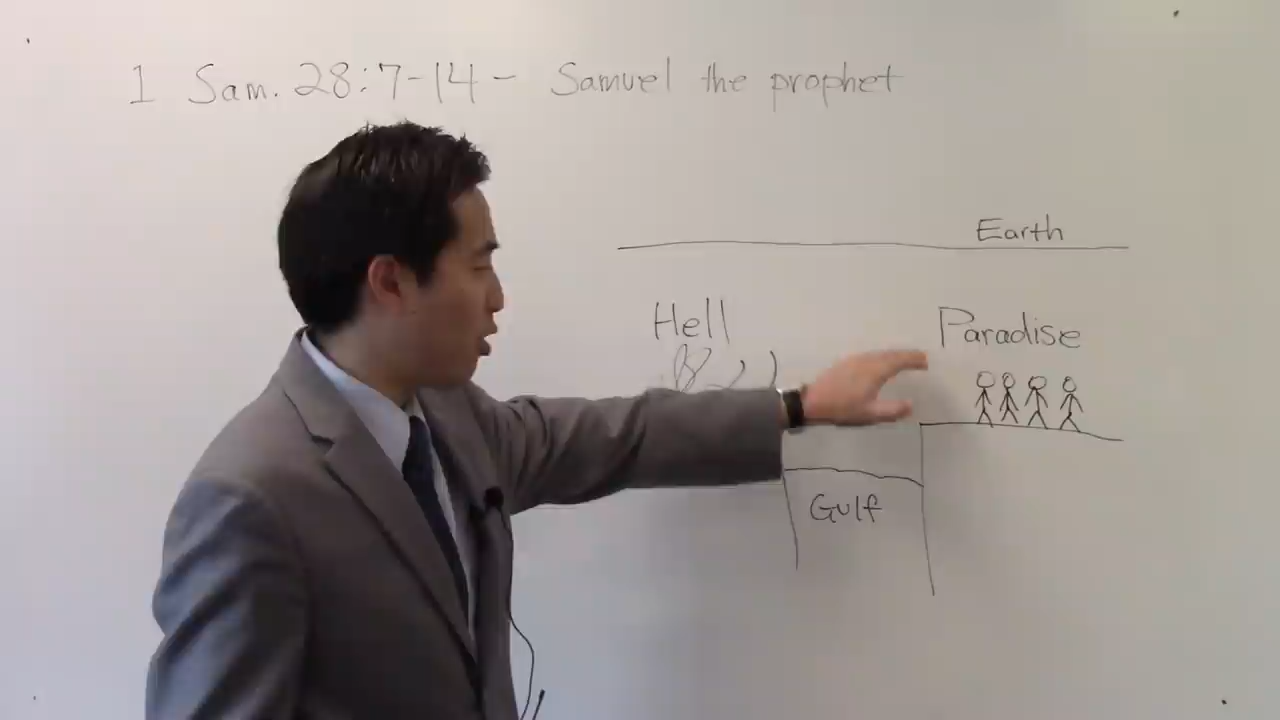 1 Sam. 28:7-14 - Samuel the prophet
Earth
Hell
Paradise
Gulf